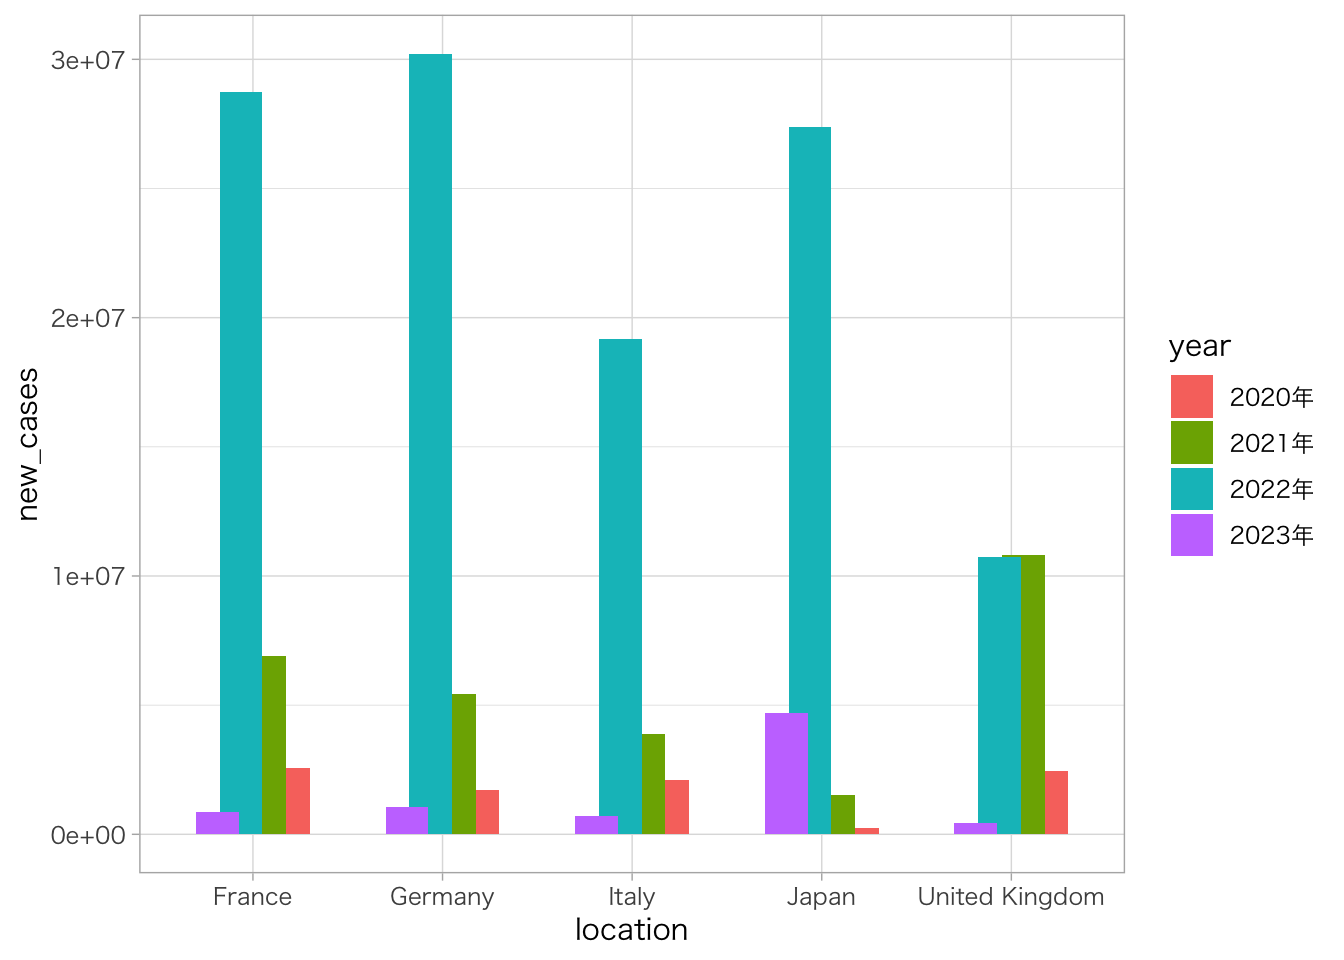 3e+07
2e+07
1e+07
0e+00
new_cases
France
Germany
Italy
Japan
United Kingdom
location
year
2020年
2021年
2022年
2023年